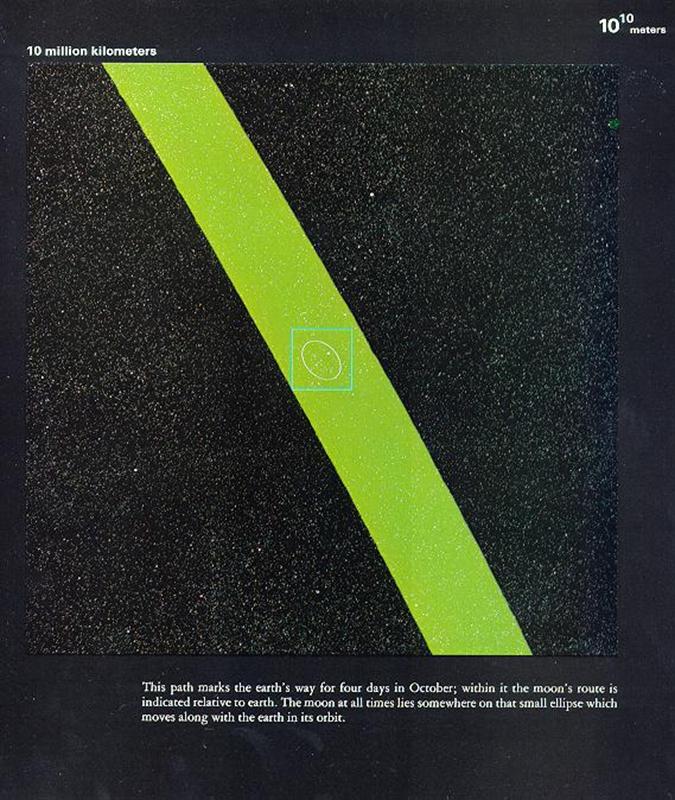 10¹⁰ meters
10 million kilometers
This path marks the earth's way for four days in October; within it the moon's route is
indicated relative to earth. The moon at all times lies somewhere on that small ellipse which
moves along with the earth in its orbit.